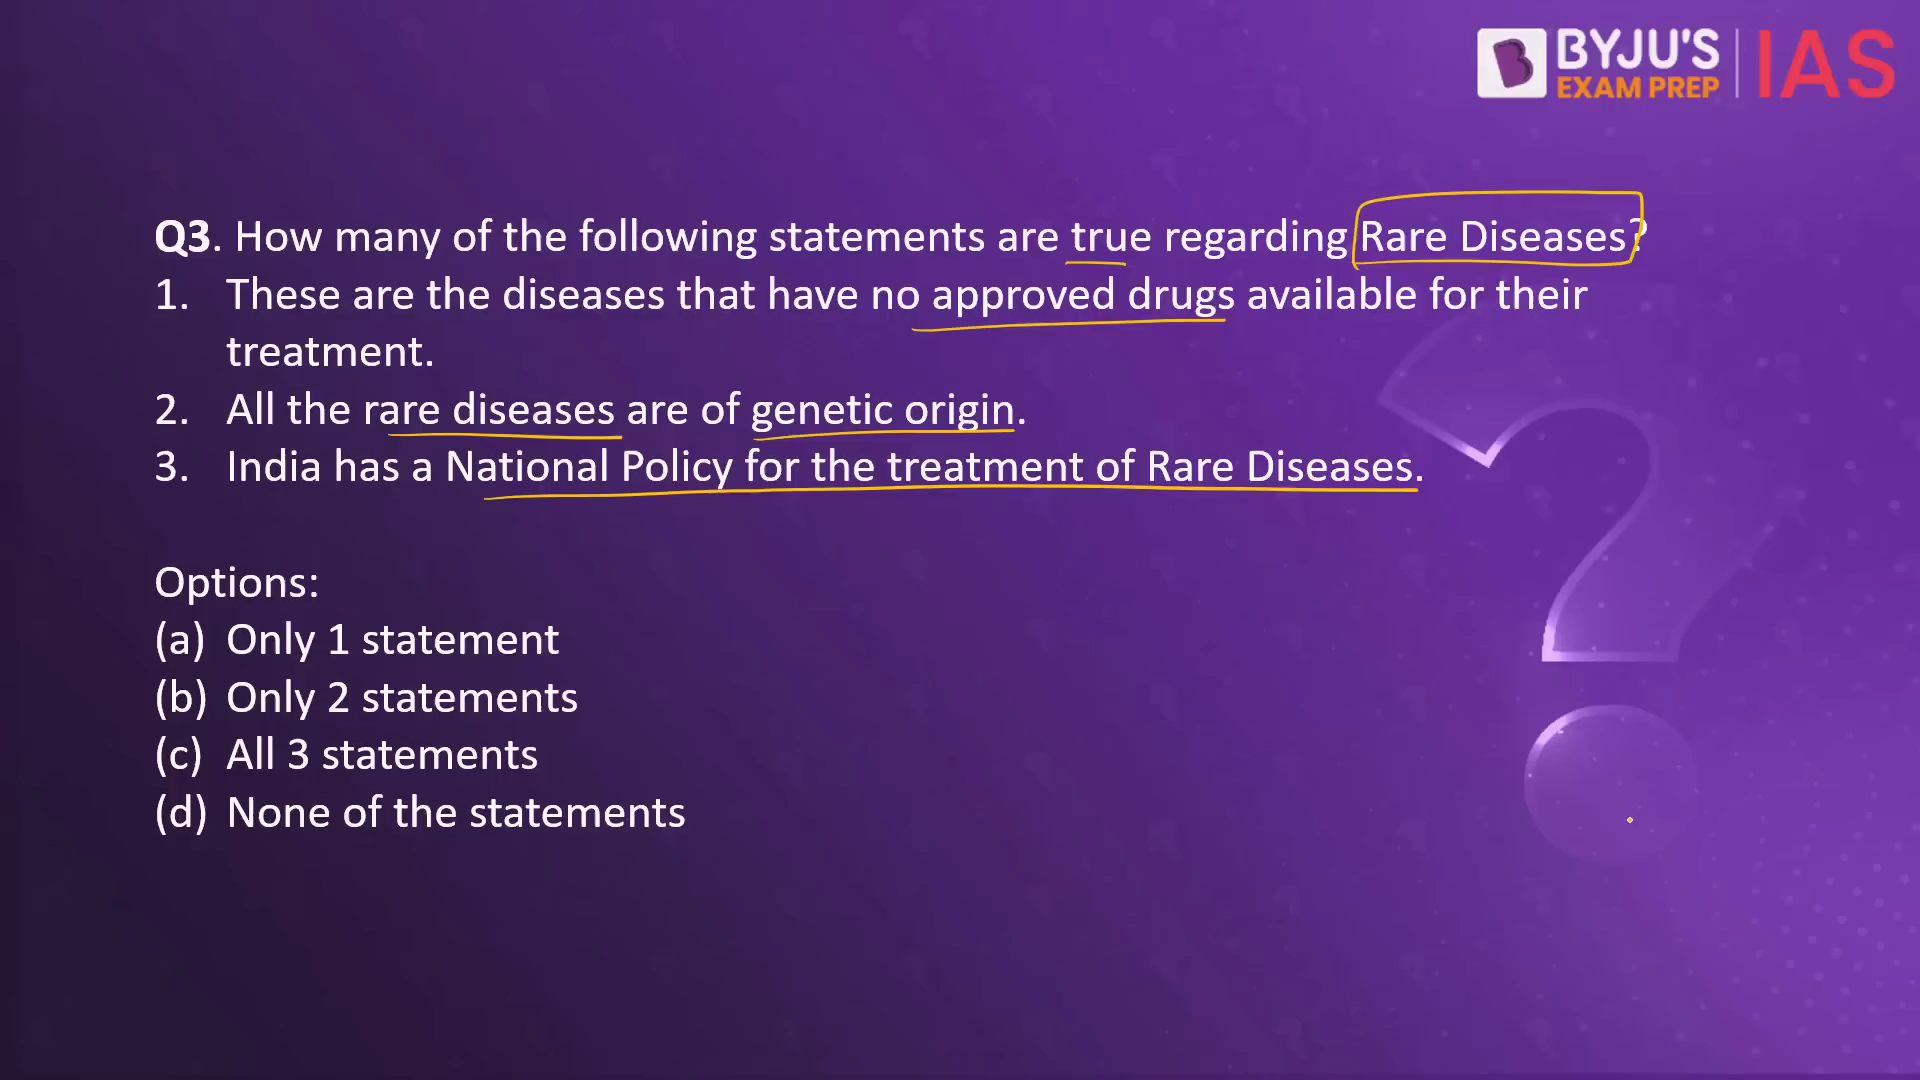 BYJU'S
EXAM PREP
IAS
Q3. How many of the following statements are true regarding Rare Diseases?
1. These are the diseases that have no approved drugs available for their
treatment.
2. All the rare diseases are of genetic origin.
3. India has a National Policy for the treatment of Rare Diseases.
Options:
(a) Only 1 statement
(b) Only 2 statements
(c) All 3 statements
(d) None of the statements